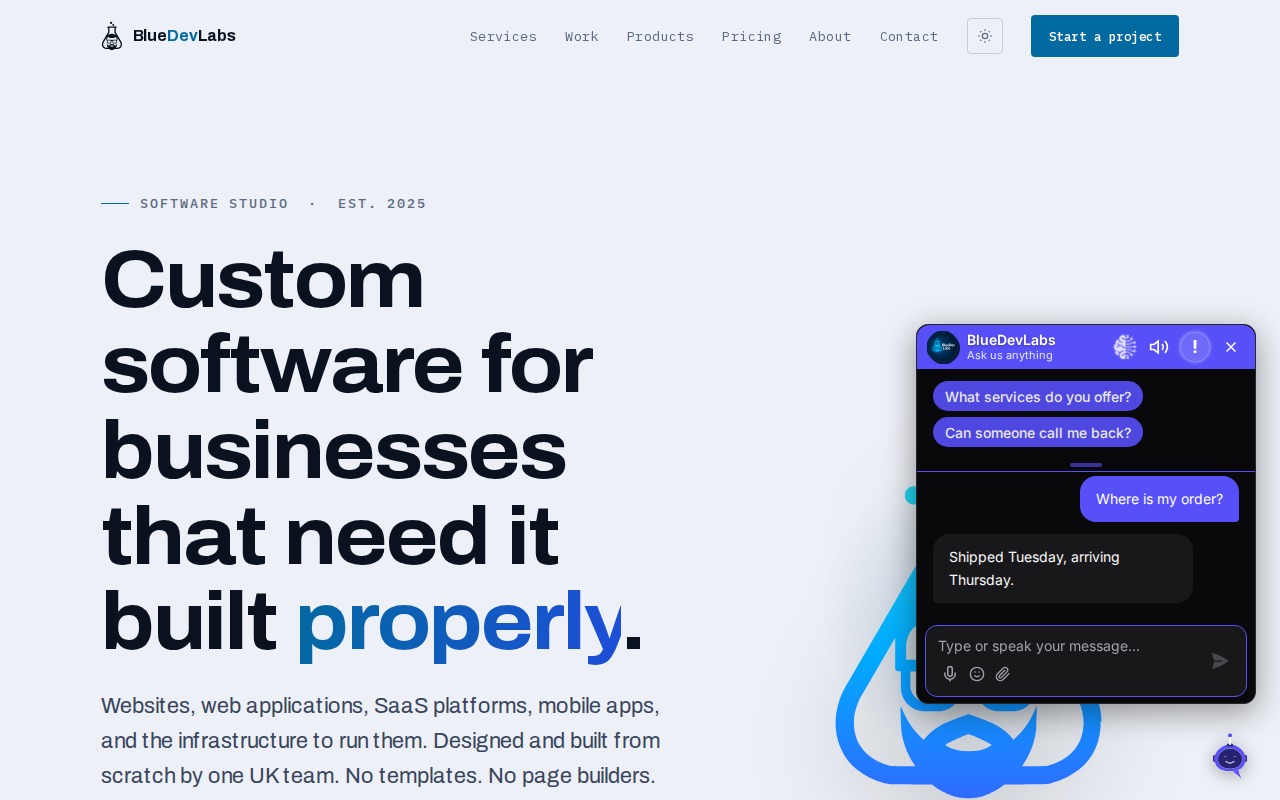 BlueDevLabs
Services Work Products Pricing About Contact Start a project
SOFTWARE STUDIO · EST. 2025
Custom
software for
businesses
that need it
built properly.
Websites, web applications, SaaS platforms, mobile apps,
and the infrastructure to run them. Designed and built from
scratch by one UK team. No templates. No page builders.
BlueDevLabs
Ask us anything
What services do you offer?
Can someone call me back?
Where is my order?
Shipped Tuesday, arriving
Thursday.
Type or speak your message...